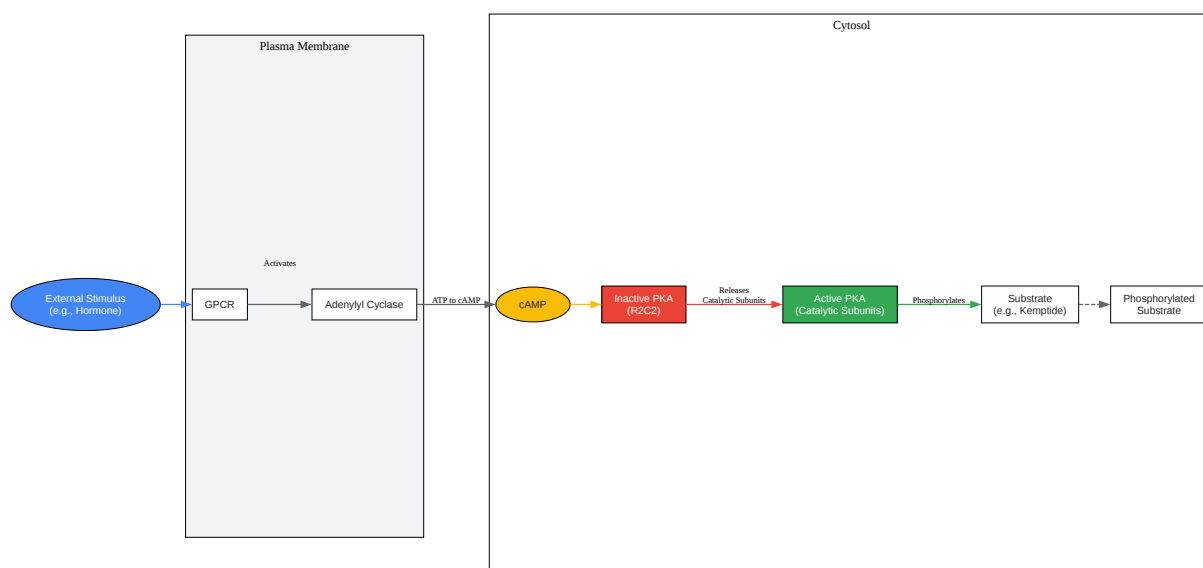 Cytosol
Plasma Membrane
Activates
External Stimulus
(e.g., Hormone)
GPCR
Adenylyl Cyclase
ATP to cAMP
cAMP
Inactive PKA
(R2C2)
Releases
Catalytic Subunits
Active PKA
(Catalytic Subunits)
Phosphorylates
Substrate
(e.g., Kemptide)
Phosphorylated
Substrate